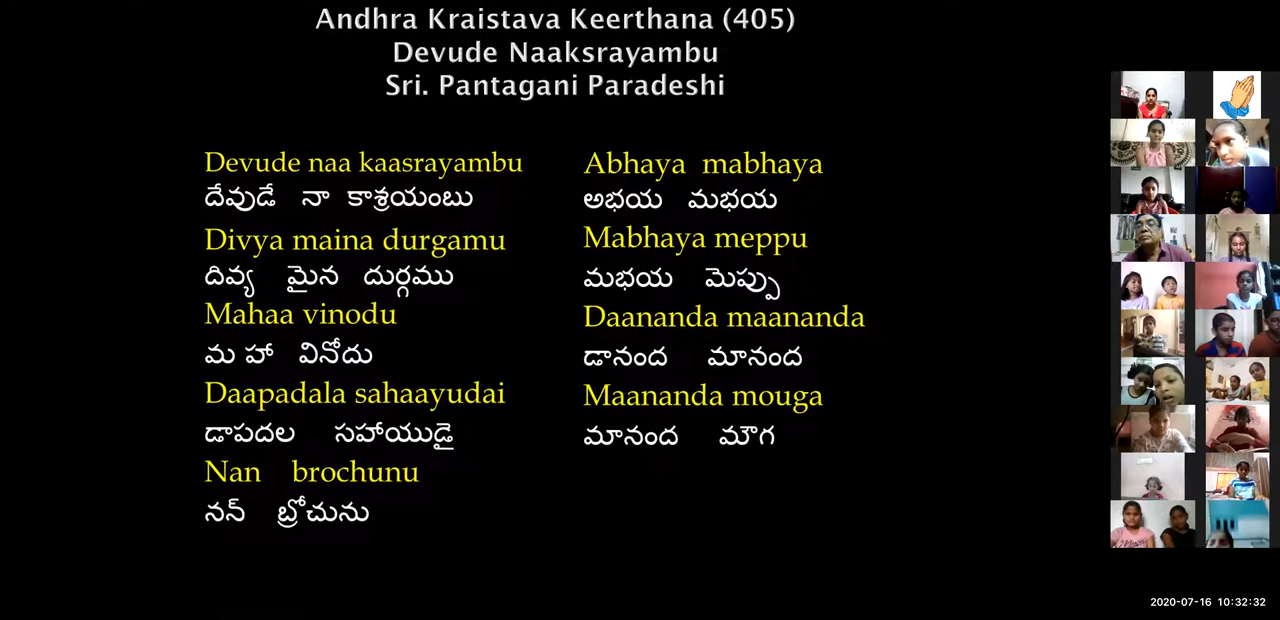 Andhra Kraistava Keerthana (405)
Devude Naaksrayambu
Sri. Pantagani Paradeshi
Devude naa kaasrayambu
దేవుడే నా కాశ్రయంబు
Divya maina durgamu
దివ్య మైన దుర్గము
Mahaa vinodu
మ హా వినోదు
Daapadala sahaayudai
డాపదల సహాయుడై
Nan brochunu
నన్ బ్రోచును
Abhaya mabhaya
అభయ మభయ
Mabhaya meppu
మభయ మెప్పు
Daananda maananda
డానంద మానంద
Maananda mouga
మానంద మౌగ
2020-07-16 10:32:32